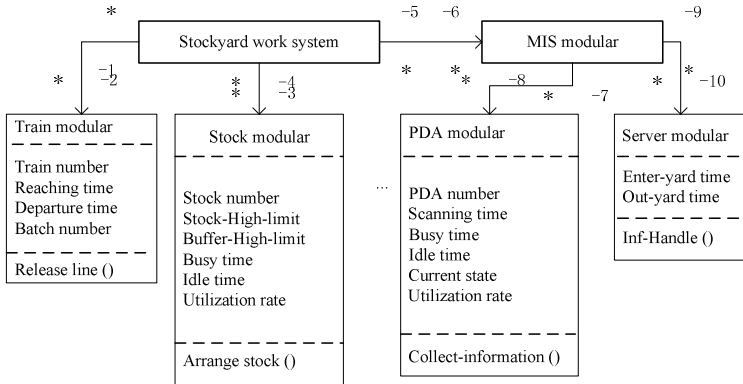 * -5 -6 -9
Stockyard work system
MIS modular
-1
-2
*
*
*
-4
-3
*
*
*
-8
*
-7
*
*
-10
Train modular
Train number
Reaching time
Departure time
Batch number
Release line ()
Stock modular
Stock number
Stock-High-limit
Buffer-High-limit
Busy time
Idle time
Utilization rate
Arrange stock ()
...
PDA modular
PDA number
Scanning time
Busy time
Idle time
Current state
Utilization rate
Collect-information ()
Server modular
Enter-yard time
Out-yard time
Inf-Handle ()